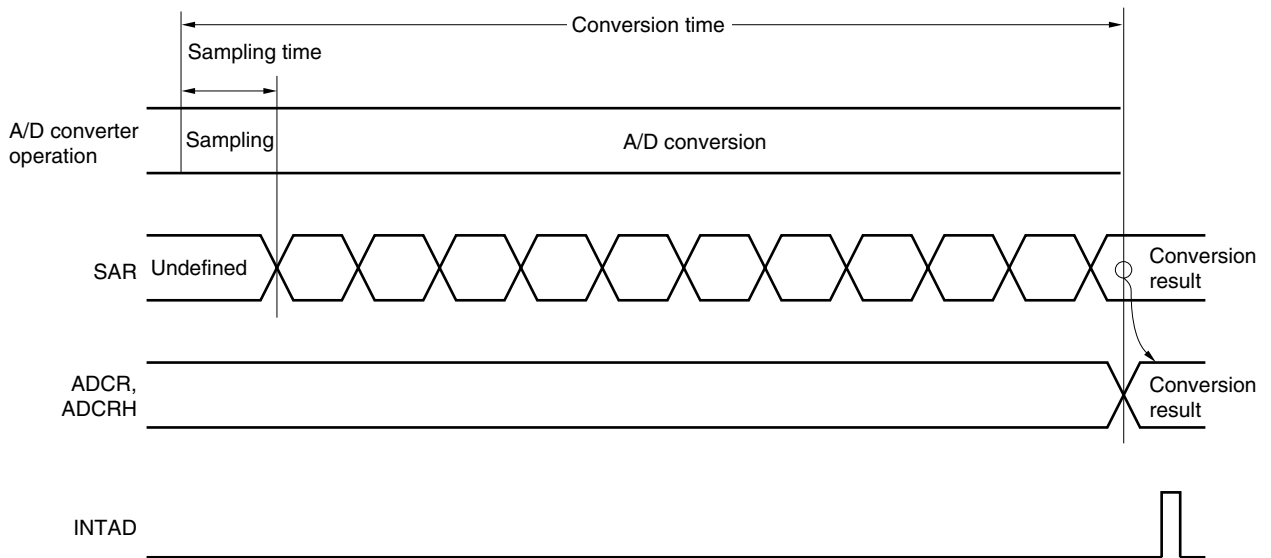 Conversion time
Sampling time
A/D converter
operation
Sampling
A/D conversion
SAR
Undefined
Conversion
result
ADCR,
ADCRH
Conversion
result
INTAD